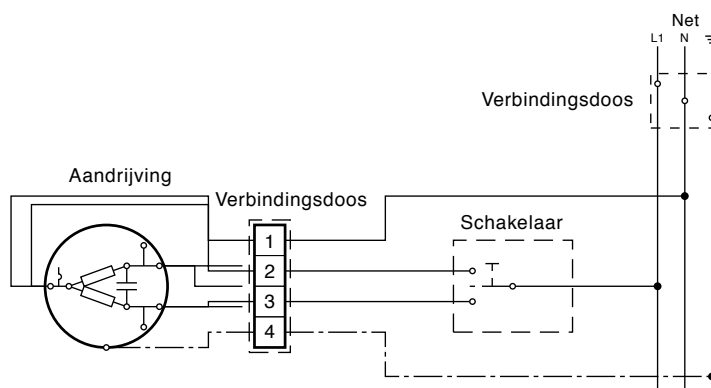 Net
L1 N
Verbindingsdoos
Aandrijving
Verbindingsdoos
Schakelaar
1
2
3
4